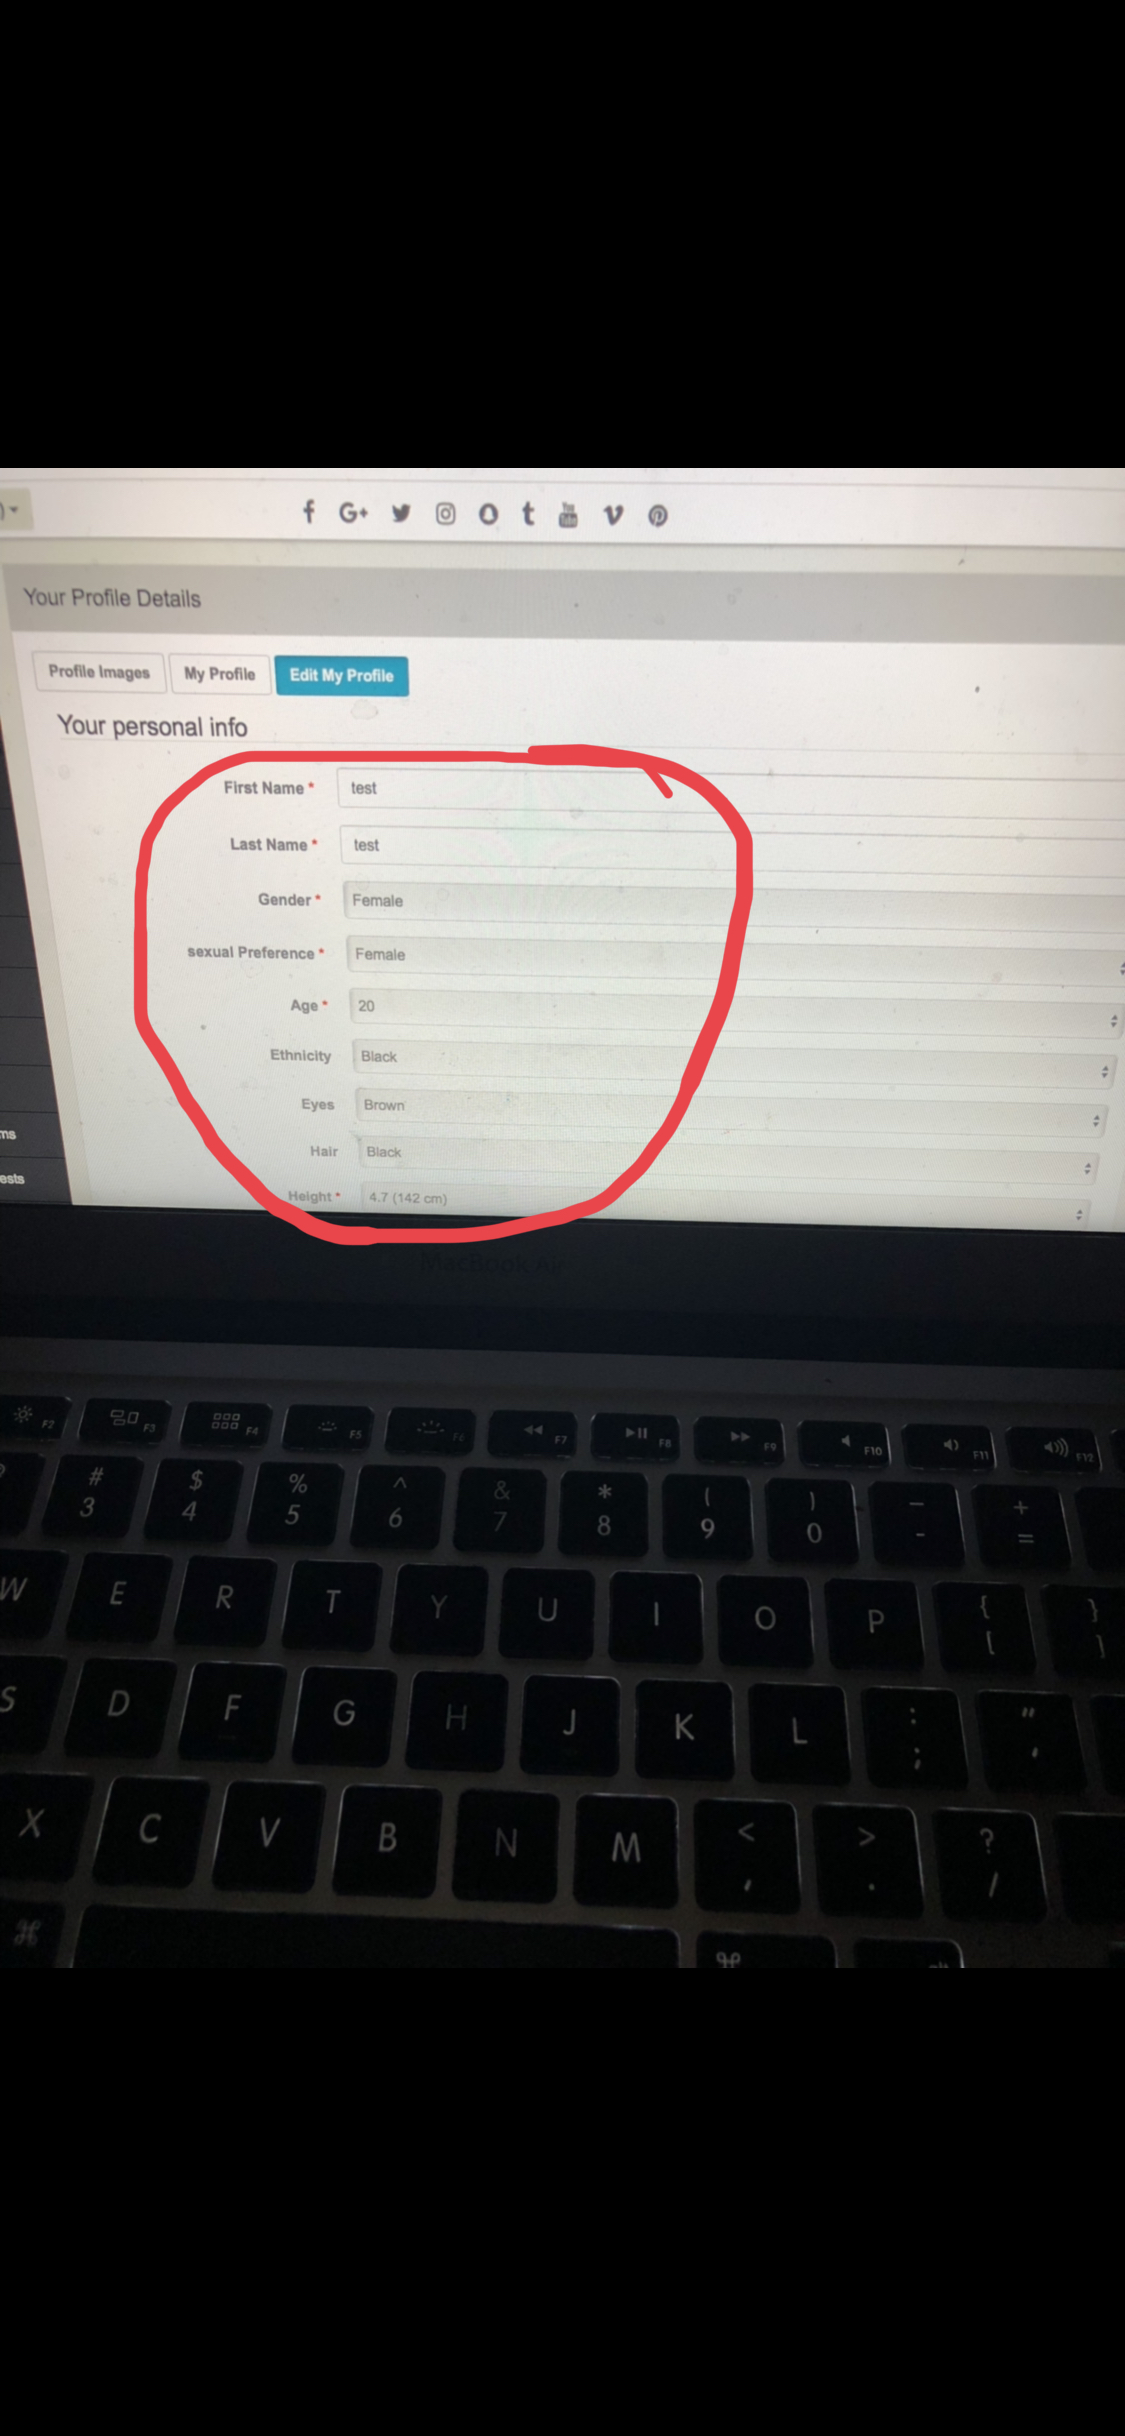 f G+ t You Tube v
Your Profile Details
Profile Images My Profile Edit My Profile
Your personal info
First Name * test
Last Name * test
Gender * Female
sexual Preference * Female
Age * 20
Ethnicity Black
Eyes Brown
Hair Black
Height * 4.7 (142 cm)
ms
ests
MacBook Air
F2 F3 F4 F5 F6 F7 F8 F9 F10 F11 F12
# $ % ^ & * ( ) — +
3 4 5 6 7 8 9 0 - =
W E R T Y U I O P { [ } ]
S D F G H J K L : ; " '
X C V B N M < , > . ? /
⌘ ⌘